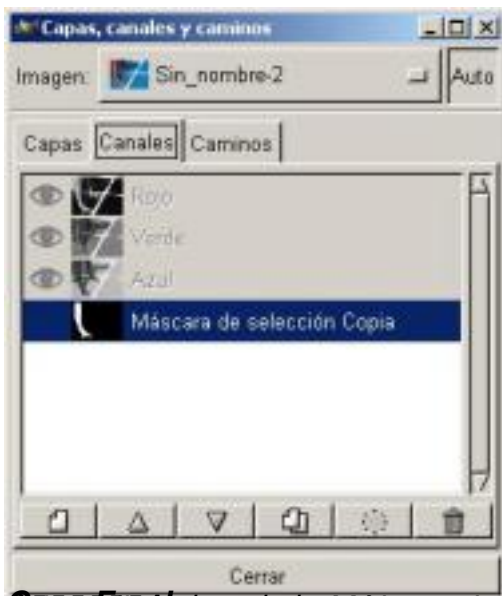 Capas, canales y caminos
Imagen: Sin_nombre-2 Auto
Capas Canales Caminos
Rojo
Verde
Azul
Máscara de selección Copia
Cerrar